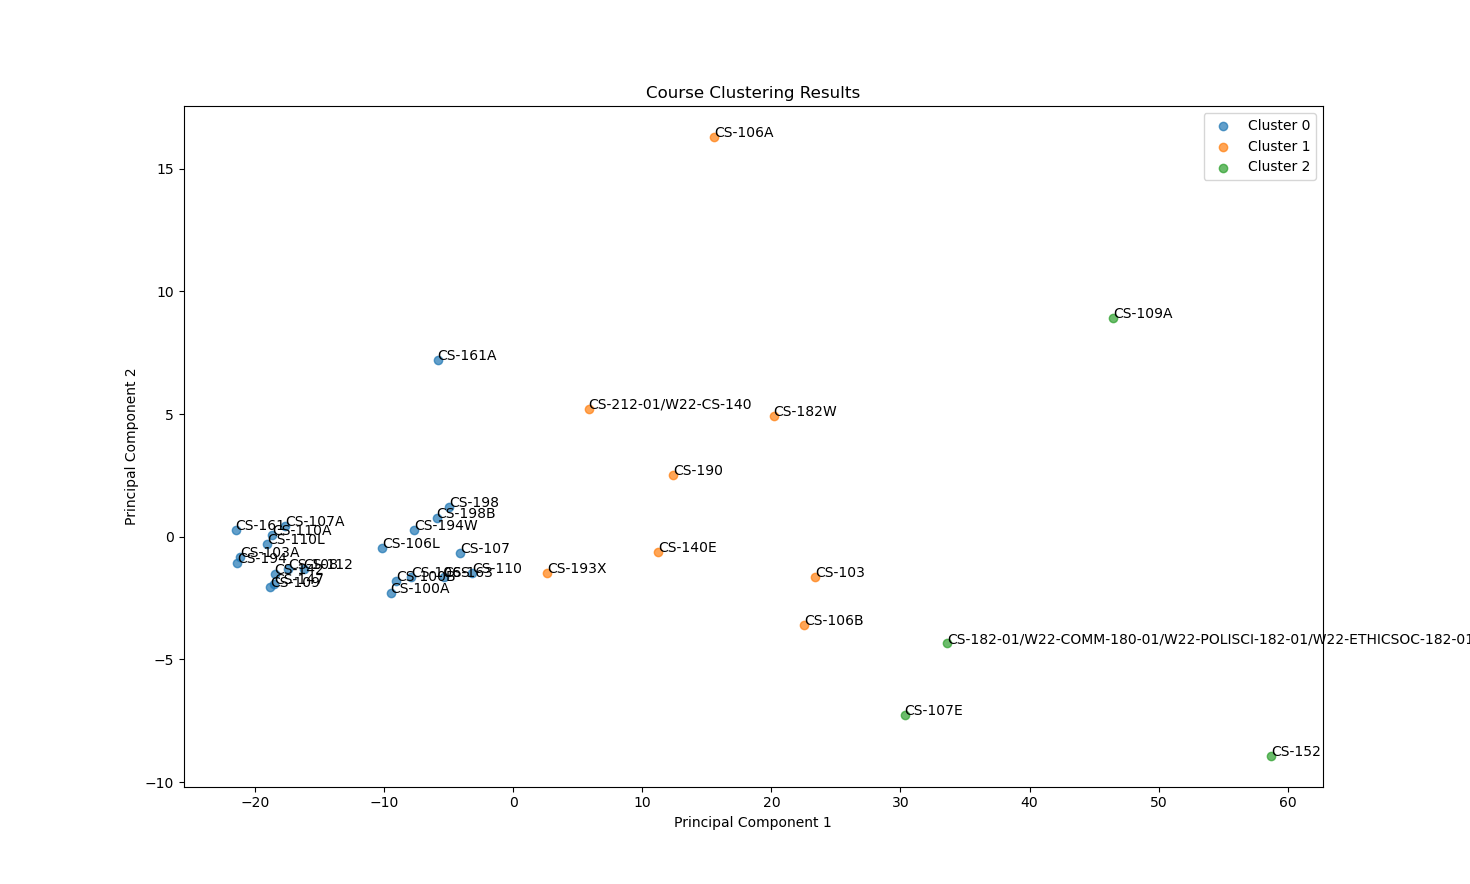 Course Clustering Results
Cluster 0
Cluster 1
Cluster 2
CS-106A
CS-109A
CS-161A
CS-212-01/W22-CS-140
CS-182W
CS-190
CS-198
CS-198B
CS-194W
CS-161
CS-107A
CS-110A
CS-110L
CS-106L
CS-107
CS-140E
CS-103A
CS-194
CS-112
CS-110
CS-193X
CS-103
CS-147
CS-109
CS-100A
CS-106B
CS-182-01/W22-COMM-180-01/W22-POLISCI-182-01/W22-ETHICSOC-182-01
CS-107E
CS-152
15
10
5
0
−5
−10
−20
−10
0
10
20
30
40
50
60
Principal Component 1
Principal Component 2